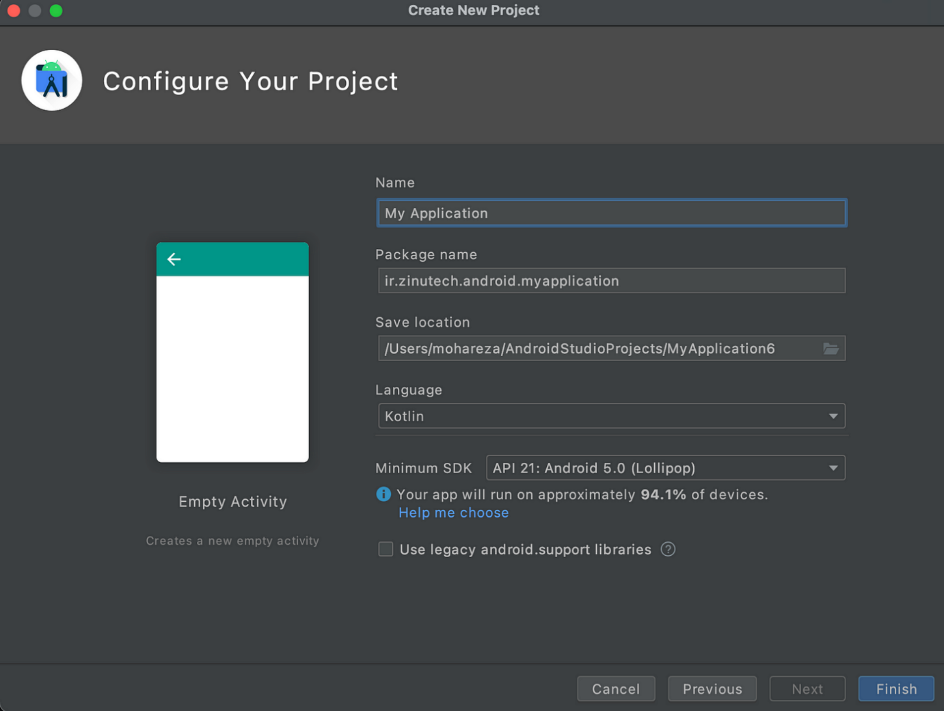 Create New Project
Configure Your Project
Name
My Application
Package name
ir.zinutech.android.myapplication
Save location
/Users/mohareza/AndroidStudioProjects/MyApplication6
Language
Kotlin
Minimum SDK API 21: Android 5.0 (Lollipop)
Your app will run on approximately 94.1% of devices.
Help me choose
Use legacy android.support libraries ?
Empty Activity
Creates a new empty activity
Cancel Previous Next Finish